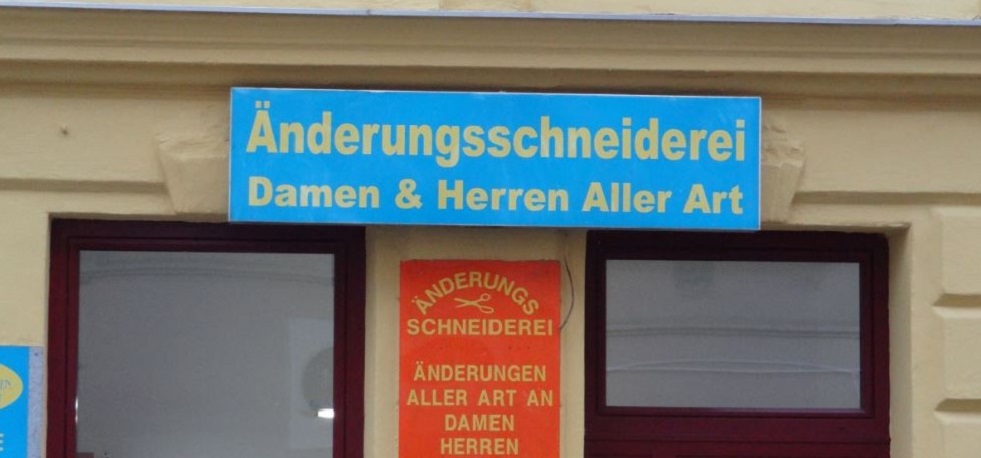 Änderungsschneiderei
Damen & Herren Aller Art
ÄNDERUNGS
SCHNEIDEREI
ÄNDERUNGEN
ALLER ART AN
DAMEN
HERREN